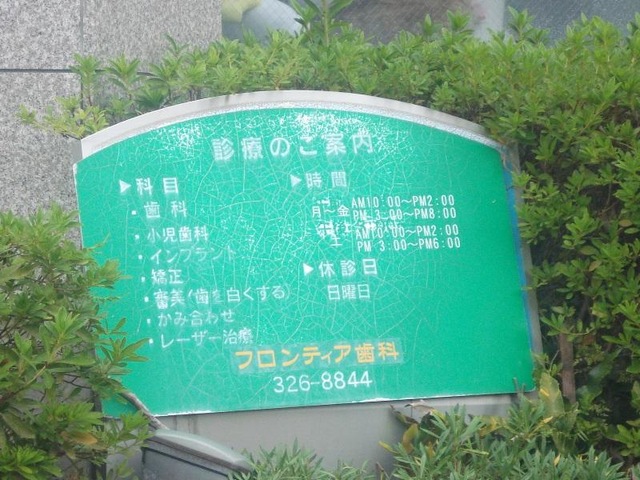 診療のご案内
▶科目
・歯科
・小児歯科
・インプラント
・矯正
・審美(歯を白くする
・かみ合わせ
・レーザー治療
▶時間
月～金 AM10:00～PM2:00
PM 3:00～PM8:00
土 AM10:00～PM2:00
PM 3:00～PM6:00
▶休診日
日曜日
フロンティア歯科
326-8844